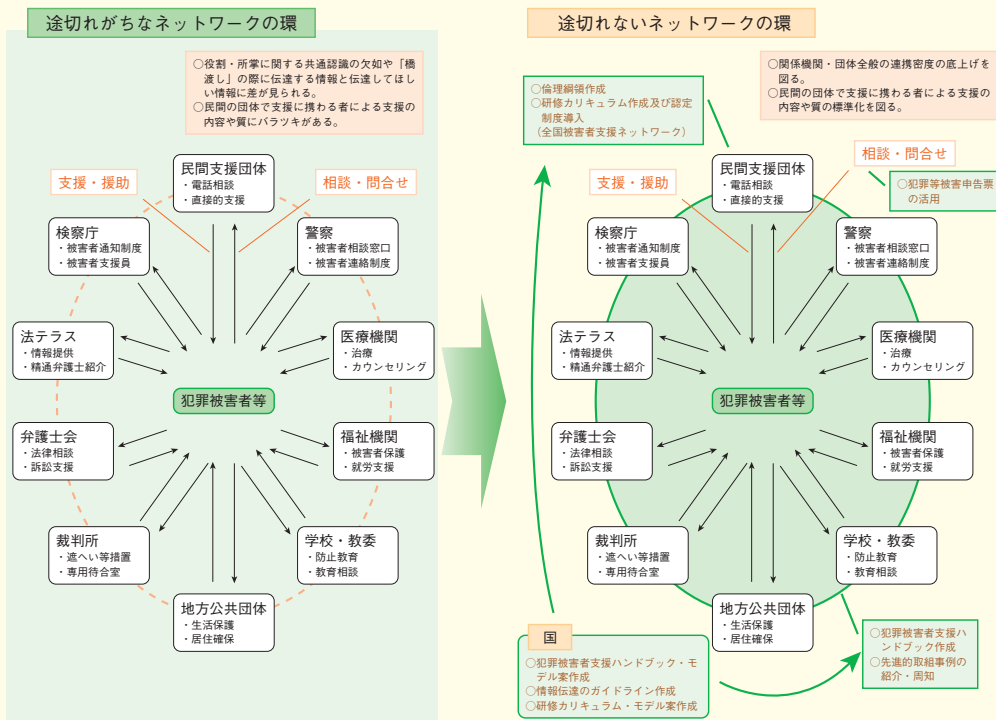 途切れがちなネットワークの環
○役割・所掌に関する共通認識の欠如や「橋
渡し」の際に伝達する情報と伝達してほし
い情報に差が見られる。
○民間の団体で支援に携わる者による支援の
内容や質にバラツキがある。
支援・援助
相談・問合せ
民間支援団体
・電話相談
・直接的支援
検察庁
・被害者通知制度
・被害者支援員
警察
・被害者相談窓口
・被害者連絡制度
法テラス
・情報提供
・精通弁護士紹介
医療機関
・治療
・カウンセリング
犯罪被害者等
弁護士会
・法律相談
・訴訟支援
福祉機関
・被害者保護
・就労支援
裁判所
・遮へい等措置
・専用待合室
学校・教委
・防止教育
・教育相談
地方公共団体
・生活保護
・居住確保
途切れないネットワークの環
○関係機関・団体全般の連携密度の底上げを
図る。
○民間の団体で支援に携わる者による支援の
内容や質の標準化を図る。
○倫理綱領作成
○研修カリキュラム作成及び認定
制度導入
(全国被害者支援ネットワーク)
支援・援助
相談・問合せ
○犯罪等被害申告票
の活用
民間支援団体
・電話相談
・直接的支援
検察庁
・被害者通知制度
・被害者支援員
警察
・被害者相談窓口
・被害者連絡制度
法テラス
・情報提供
・精通弁護士紹介
医療機関
・治療
・カウンセリング
犯罪被害者等
弁護士会
・法律相談
・訴訟支援
福祉機関
・被害者保護
・就労支援
裁判所
・遮へい等措置
・専用待合室
学校・教委
・防止教育
・教育相談
地方公共団体
・生活保護
・居住確保
国
○犯罪被害者支援ハンドブック・モ
デル案作成
○情報伝達のガイドライン作成
○研修カリキュラム・モデル案作成
○犯罪被害者支援ハ
ンドブック作成
○先進的取組事例の
紹介・周知